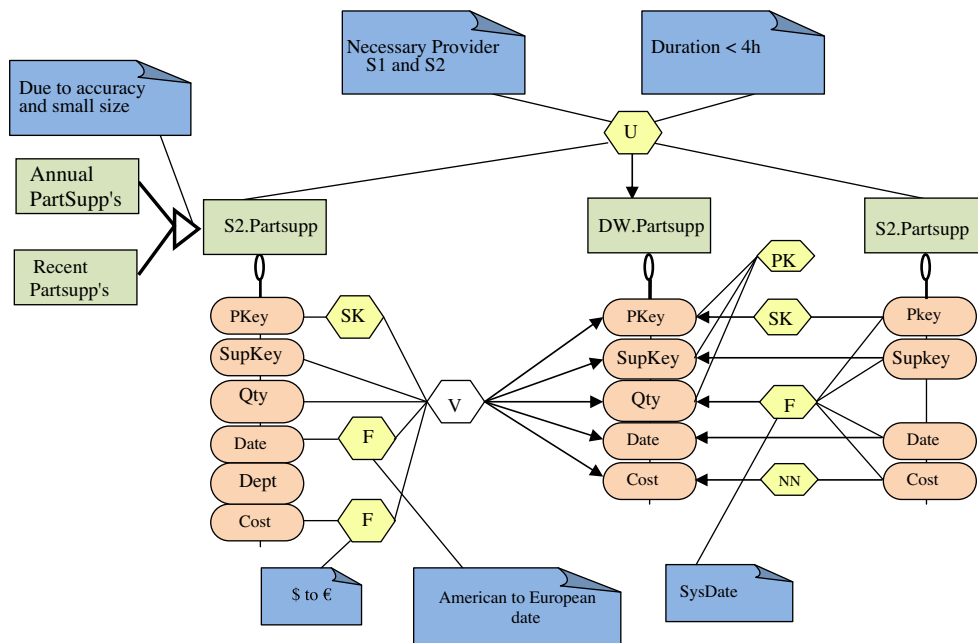 Necessary Provider
S1 and S2
Duration < 4h
Due to accuracy
and small size
U
Annual
PartSupp's
Recent
Partsupp's
S2.Partsupp
DW.Partsupp
S2.Partsupp
PK
PKey
SK
PKey
SK
Pkey
SupKey
SupKey
Supkey
Qty
V
Qty
F
Date
F
Date
Date
Dept
Cost
NN
Cost
Cost
F
$ to €
American to European
date
SysDate